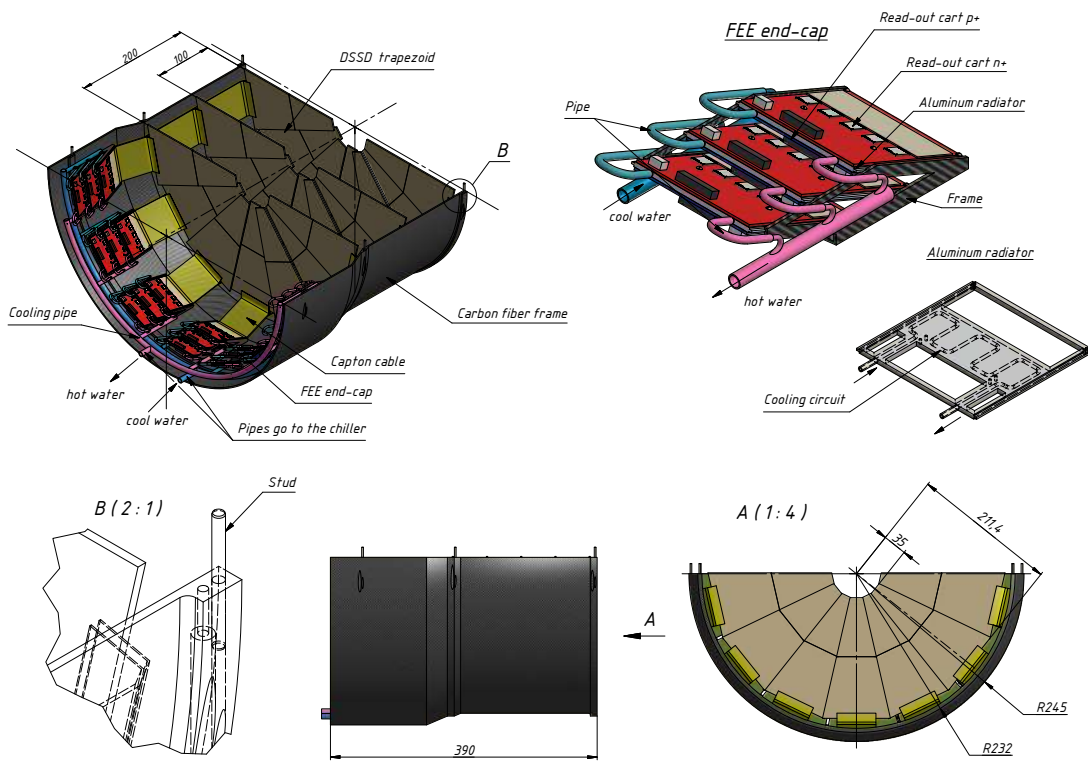 200
100
DSSD trapezoid
B
Cooling pipe
hot water
cool water
Pipes go to the chiller
FEE end-cap
Capton cable
Carbon fiber frame
FEE end-cap
Read-out cart p+
Read-out cart n+
Aluminum radiator
Pipe
cool water
Frame
hot water
Aluminum radiator
Cooling circuit
B ( 2 : 1 )
Stud
A
390
A ( 1 : 4 )
211,4
35
R245
R232